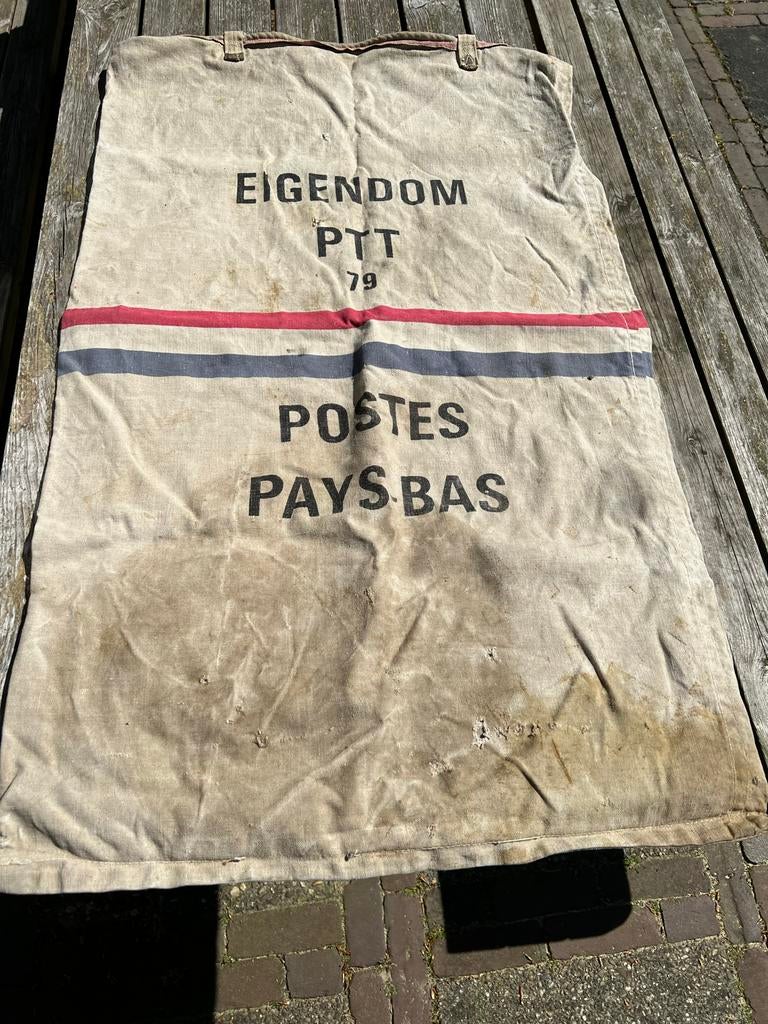 EIGENDOM
PTT
79
POSTES
PAYS-BAS